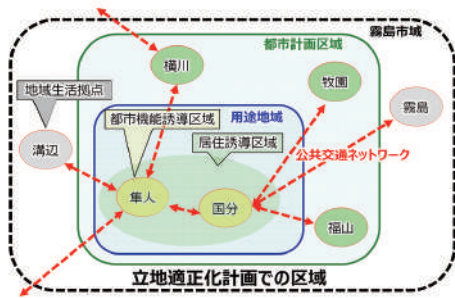 霧島市域
都市計画区域
横川
牧園
霧島
地域生活拠点
用途地域
都市機能誘導区域
居住誘導区域
公共交通ネットワーク
溝辺
隼人
国分
福山
立地適正化計画での区域